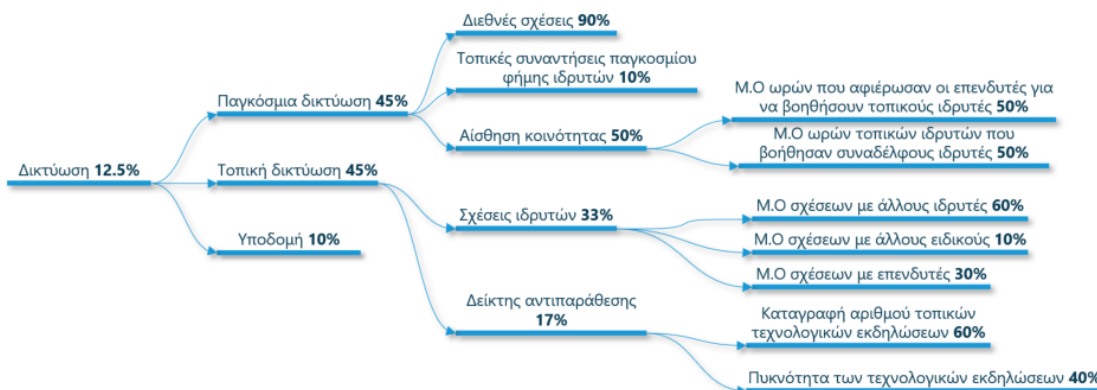 Διεθνές σχέσεις 90%
Τοπικές συναντήσεις παγκοσμίου
φήμης ιδρυτών 10%
Παγκόσμια δικτύωση 45%
Αίσθηση κοινότητας 50%
Μ.Ο ωρών που αφιέρωσαν οι επενδυτές για
να βοηθήσουν τοπικούς ιδρυτές 50%
Μ.Ο ωρών τοπικών ιδρυτών που
βοήθησαν συναδέλφους ιδρυτές 50%
Δικτύωση 12.5%
Τοπική δικτύωση 45%
Υποδομή 10%
Σχέσεις ιδρυτών 33%
Μ.Ο σχέσεων με άλλους ιδρυτές 60%
Μ.Ο σχέσεων με άλλους ειδικούς 10%
Μ.Ο σχέσεων με επενδυτές 30%
Δείκτης αντιπαράθεσης
17%
Καταγραφή αριθμού τοπικών
τεχνολογικών εκδηλώσεων 60%
Πυκνότητα των τεχνολογικών εκδηλώσεων 40%